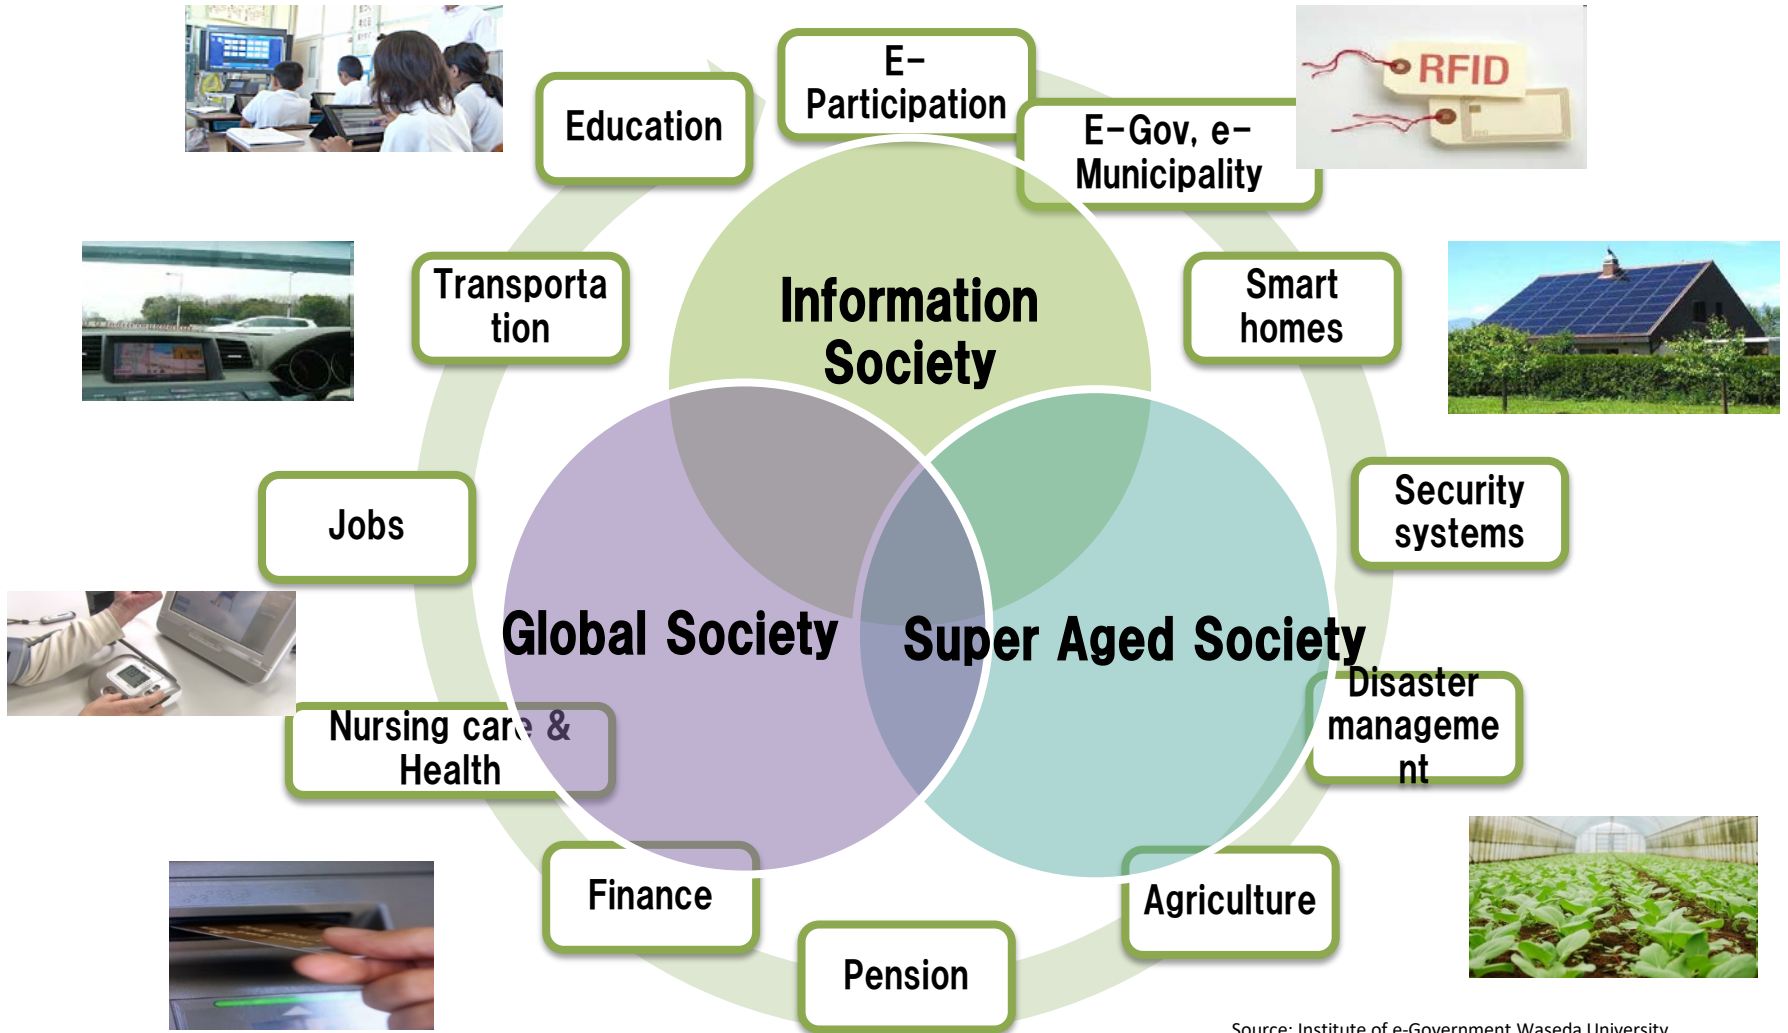 E-
Participation
RFID
Education
E-Gov, e-
Municipality
Transporta
tion
Information
Society
Smart
homes
Jobs
Security
systems
Global Society
Super Aged Society
Disaster
manageme
nt
Nursing care &
Health
Finance
Agriculture
Pension
Source: Institute of e-Government Waseda University